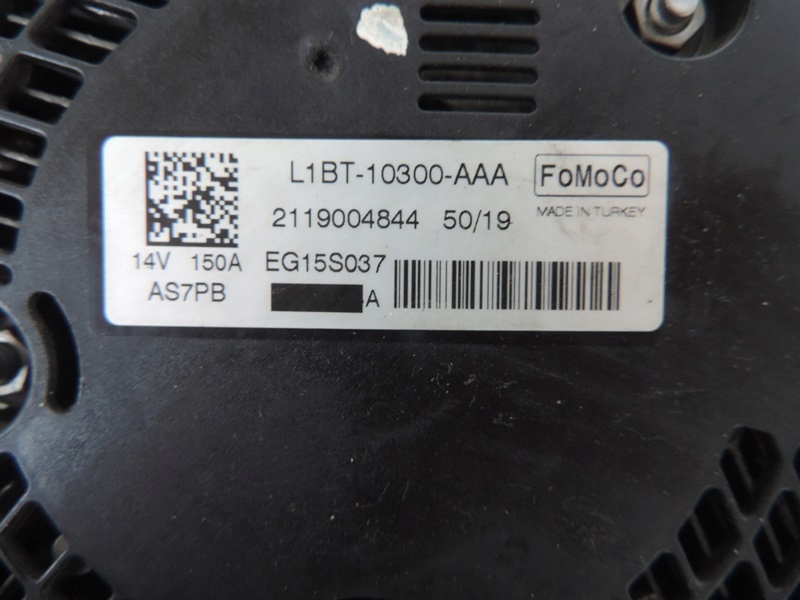 L1BT-10300-AAA FoMoCo
2119004844 50/19 MADE IN TURKEY
14V 150A EG15S037
AS7PB A